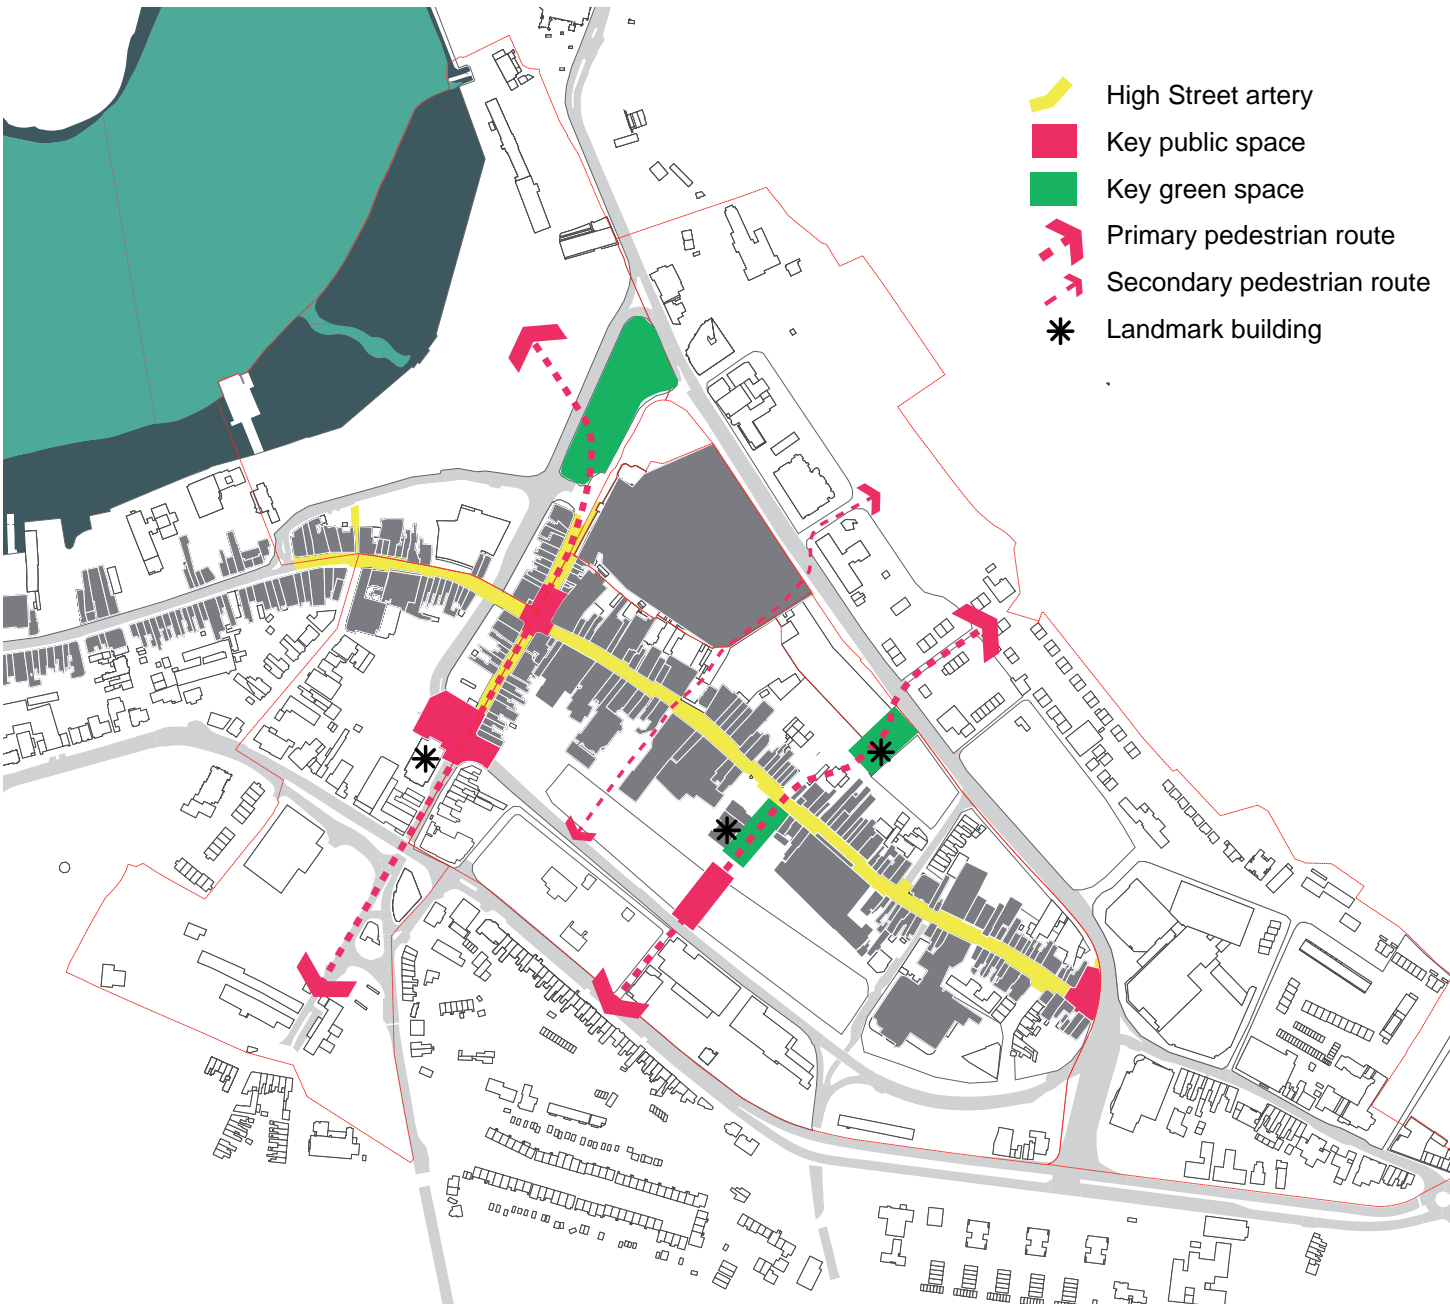 High Street artery
Key public space
Key green space
Primary pedestrian route
Secondary pedestrian route
Landmark building